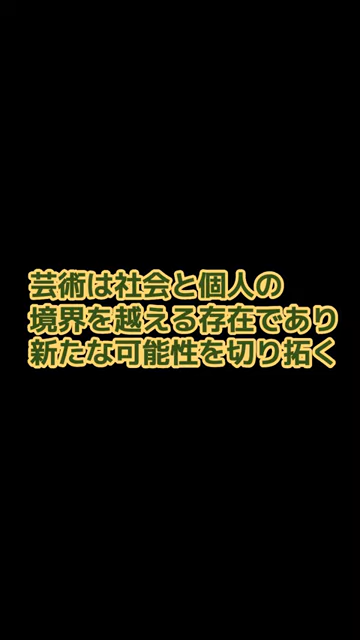 芸術は社会と個人の
境界を越える存在であり
新たな可能性を切り拓く